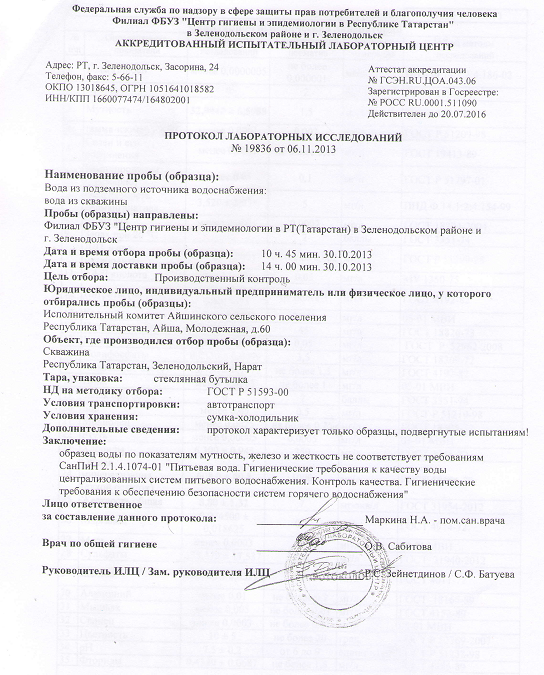 Федеральная служба по надзору в сфере защиты прав потребителей и благополучия человека
Филиал ФБУЗ "Центр гигиены и эпидемиологии в Республике Татарстан"
в Зеленодольском районе и г. Зеленодольск
АККРЕДИТОВАННЫЙ ИСПЫТАТЕЛЬНЫЙ ЛАБОРАТОРНЫЙ ЦЕНТР
Адрес: РТ, г. Зеленодольск, Засорина, 24
Телефон, факс: 5-66-11
ОКПО 13018645, ОГРН 1051641018582
ИНН/КПП 1660077474/164802001
Аттестат аккредитации
№ ГСЭН.RU.ЦОА.043.06
Зарегистрирован в Госреестре:
№ РОСС RU.0001.511090
Действителен до 20.07.2016
ПРОТОКОЛ ЛАБОРАТОРНЫХ ИССЛЕДОВАНИЙ
№ 19836 от 06.11.2013
Наименование пробы (образца):
Вода из подземного источника водоснабжения:
вода из скважины
Пробы (образцы) направлены:
Филиал ФБУЗ "Центр гигиены и эпидемиологии в РТ(Татарстан) в Зеленодольском районе и
г. Зеленодольск
Дата и время отбора пробы (образца): 10 ч. 45 мин. 30.10.2013
Дата и время доставки пробы (образца): 14 ч. 00 мин. 30.10.2013
Цель отбора: Производственный контроль
Юридическое лицо, индивидуальный предприниматель или физическое лицо, у которого
отбирались пробы (образцы):
Исполнительный комитет Айшинского сельского поселения
Республика Татарстан, Айша, Молодежная, д.60
Объект, где производился отбор пробы (образца):
Скважина
Республика Татарстан, Зеленодольский, Нарат
Тара, упаковка: стеклянная бутылка
НД на методику отбора: ГОСТ Р 51593-00
Условия транспортировки: автотранспорт
Условия хранения: сумка-холодильник
Дополнительные сведения: протокол характеризует только образцы, подвергнутые испытаниям!
Заключение:
образец воды по показателям мутность, железо и жесткость не соответствует требованиям
СанПиН 2.1.4.1074-01 "Питьевая вода. Гигиенические требования к качеству воды
централизованных систем питьевого водоснабжения. Контроль качества. Гигиенические
требования к обеспечению безопасности систем горячего водоснабжения"
Лицо ответственное
за составление данного протокола: Маркина Н.А. - пом.сан.врача
Врач по общей гигиене О.В. Сабитова
Руководитель ИЛЦ / Зам. руководителя ИЛЦ Р.С. Зейнетдинов / С.Ф. Батуева